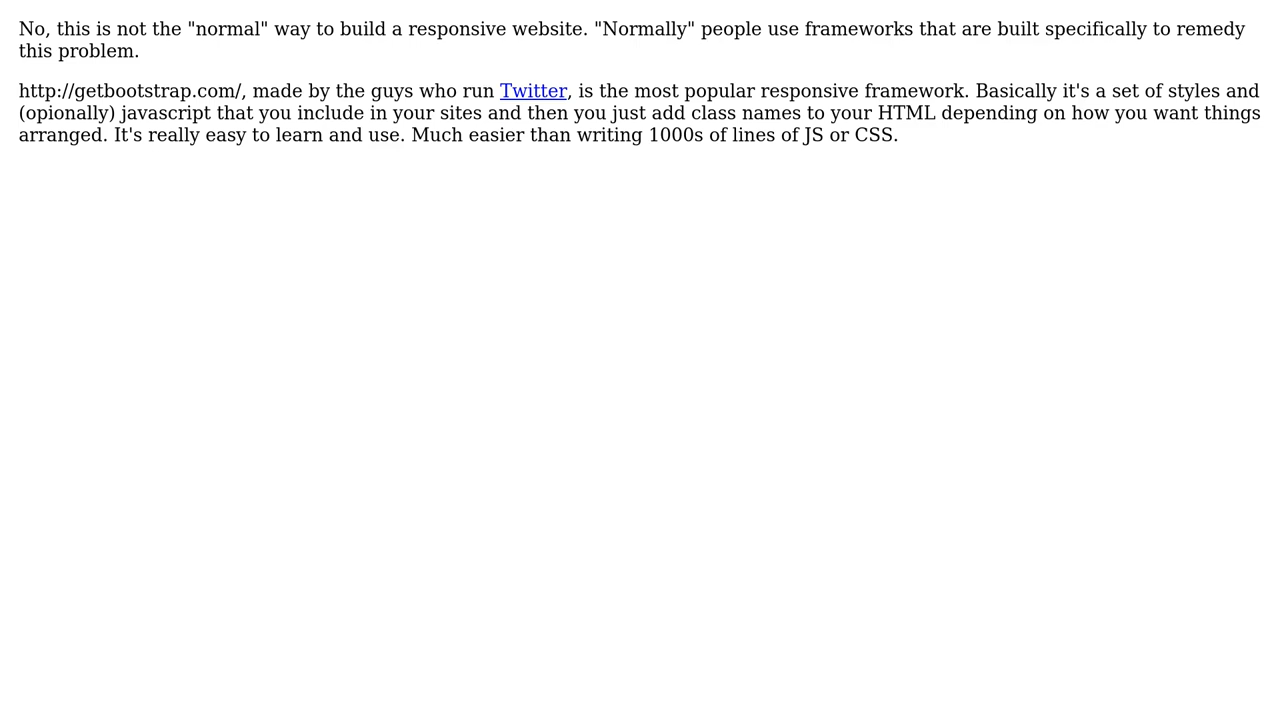 No, this is not the "normal" way to build a responsive website. "Normally" people use frameworks that are built specifically to remedy
this problem.
http://getbootstrap.com/, made by the guys who run Twitter, is the most popular responsive framework. Basically it's a set of styles and
(opionally) javascript that you include in your sites and then you just add class names to your HTML depending on how you want things
arranged. It's really easy to learn and use. Much easier than writing 1000s of lines of JS or CSS.